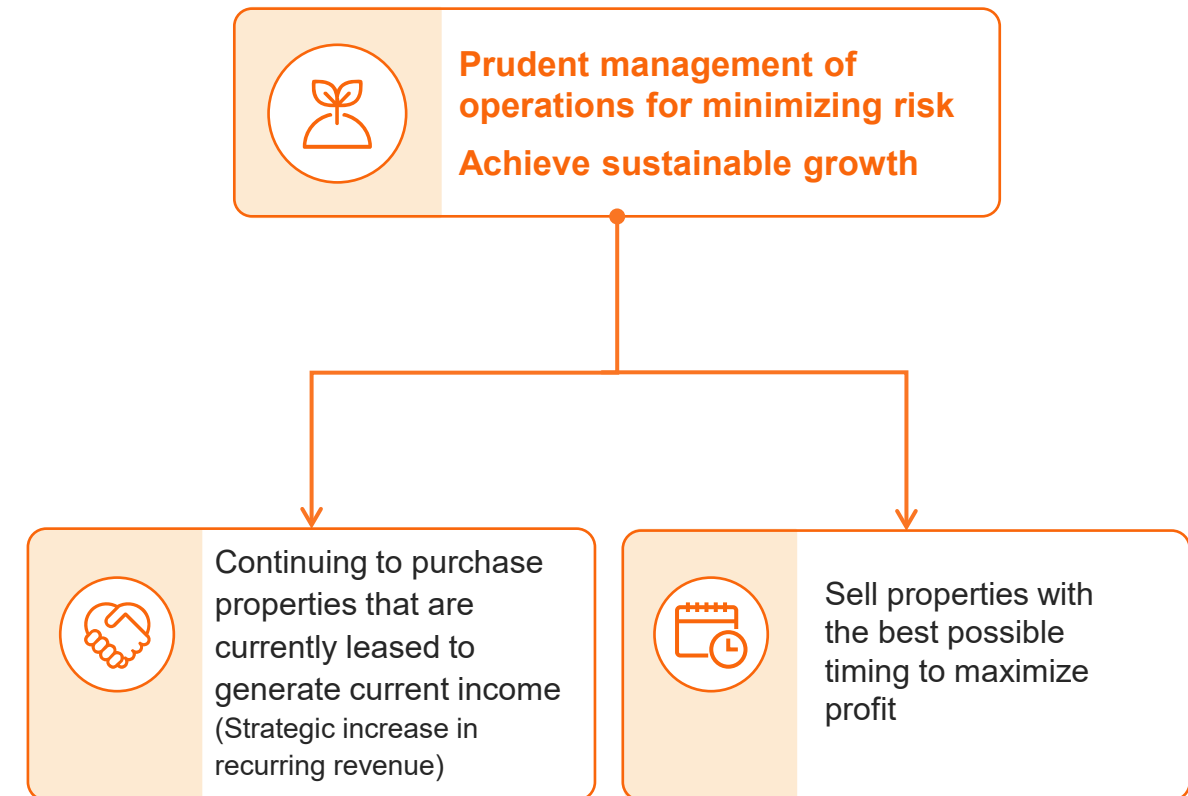 Prudent management of
operations for minimizing risk
Achieve sustainable growth
Continuing to purchase
properties that are
currently leased to
generate current income
(Strategic increase in
recurring revenue)
Sell properties with
the best possible
timing to maximize
profit